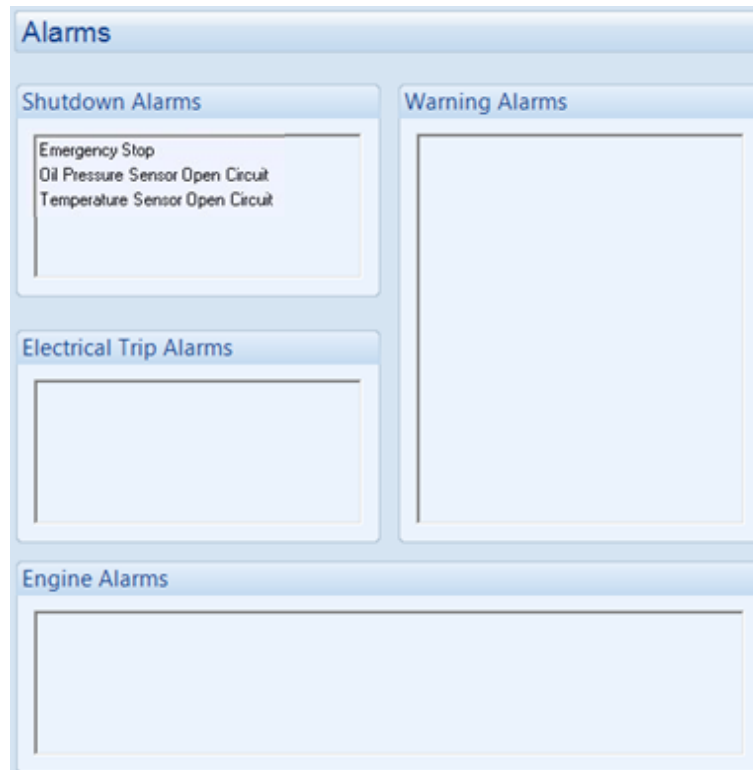 Alarms
Shutdown Alarms
Emergency Stop
Oil Pressure Sensor Open Circuit
Temperature Sensor Open Circuit
Warning Alarms
Electrical Trip Alarms
Engine Alarms